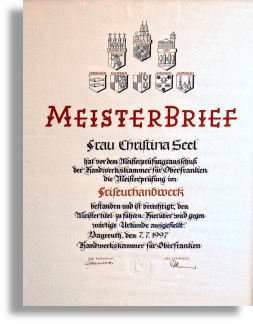 MEISTERBRIEF
Frau Christina Seel
hat vor dem Meisterprüfungsausschuß
der Handwerkskammer für Oberfranken
die Meisterprüfung im
Friseurhandwerk
bestanden und ist berechtigt, den
Meistertitel zu führen. Hierüber wird gegen-
wärtige Urkunde ausgestellt.
Bayreuth, den 7.7.1997
Handwerkskammer für Oberfranken